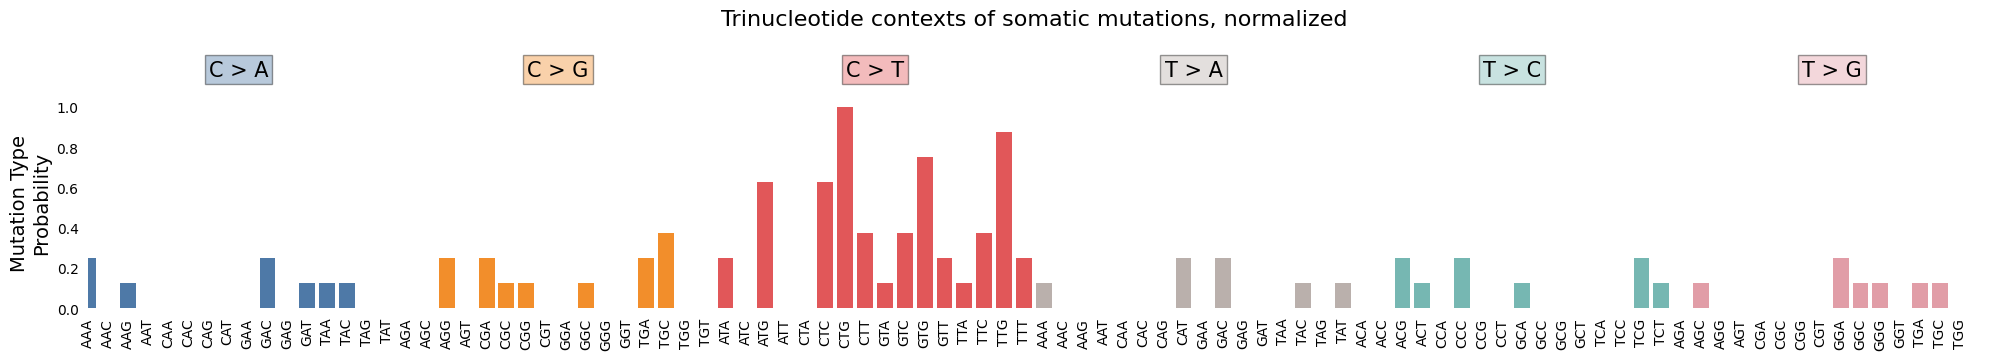 Trinucleotide contexts of somatic mutations, normalized
C > A C > G C > T T > A T > C T > G
Mutation Type
Probability
1.0
0.8
0.6
0.4
0.2
0.0
AAA AAC AAG AAT CAA CAC CAG CAT GAA GAC GAG GAT TAA TAC TAG TAT AGA AGC AGG AGT CGA CGC CGG CGT GGA GGC GGG GGT TGA TGC TGG TGT ATA ATC ATG ATT CTA CTC CTG CTT GTA GTC GTG GTT TTA TTC TTG TTT AAA AAC AAG AAT CAA CAC CAG CAT GAA GAC GAG GAT TAA TAC TAG TAT ACA ACC ACG ACT CCA CCC CCG CCT GCA GCC GCG GCT TCA TCC TCG TCT AGA AGC AGG AGT CGA CGC CGG CGT GGA GGC GGG GGT TGA TGC TGG